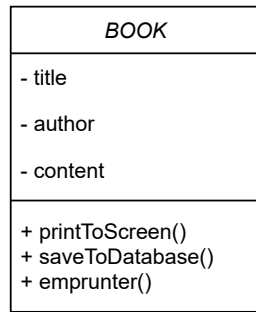 BOOK
- title
- author
- content
+ printToScreen()
+ saveToDatabase()
+ emprunter()